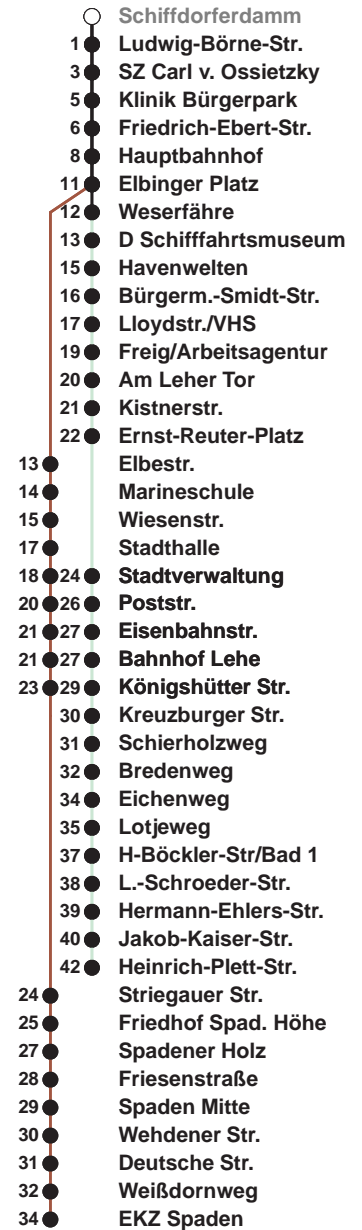 Schiffdorferdamm
1 Ludwig-Börne-Str.
3 SZ Carl v. Ossietzky
5 Klinik Bürgerpark
6 Friedrich-Ebert-Str.
8 Hauptbahnhof
11 Elbinger Platz
12 Weserfähre
13 D Schifffahrtsmuseum
15 Havenwelten
16 Bürgerm.-Smidt-Str.
17 Lloydstr./VHS
19 Freig/Arbeitsagentur
20 Am Leher Tor
21 Kistnerstr.
22 Ernst-Reuter-Platz
13 Elbestr.
14 Marineschule
15 Wiesenstr.
17 Stadthalle
18 24 Stadtverwaltung
20 26 Poststr.
21 27 Eisenbahnstr.
21 27 Bahnhof Lehe
23 29 Königshütter Str.
30 Kreuzburger Str.
31 Schierholzweg
32 Bredenweg
34 Eichenweg
35 Lotjeweg
37 H-Böckler-Str/Bad 1
38 L.-Schroeder-Str.
39 Hermann-Ehlers-Str.
40 Jakob-Kaiser-Str.
42 Heinrich-Plett-Str.
24 Striegauer Str.
25 Friedhof Spad. Höhe
27 Spadener Holz
28 Friesenstraße
29 Spaden Mitte
30 Wehdener Str.
31 Deutsche Str.
32 Weißdornweg
34 EKZ Spaden